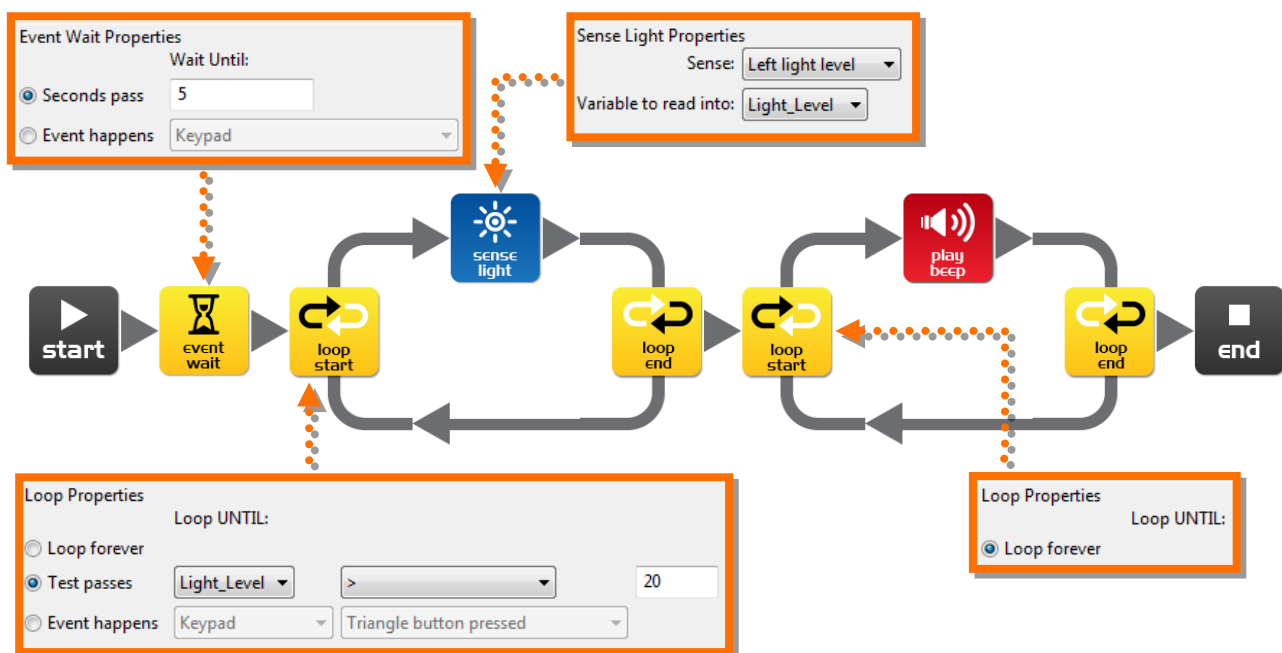 Event Wait Properties
Wait Until:
Seconds pass 5
Event happens Keypad
Sense Light Properties
Sense: Left light level
Variable to read into: Light_Level
start
event
wait
loop
start
sense
light
loop
end
loop
start
play
beep
loop
end
end
Loop Properties
Loop UNTIL:
Loop forever
Test passes Light_Level > 20
Event happens Keypad Triangle button pressed
Loop Properties
Loop UNTIL:
Loop forever